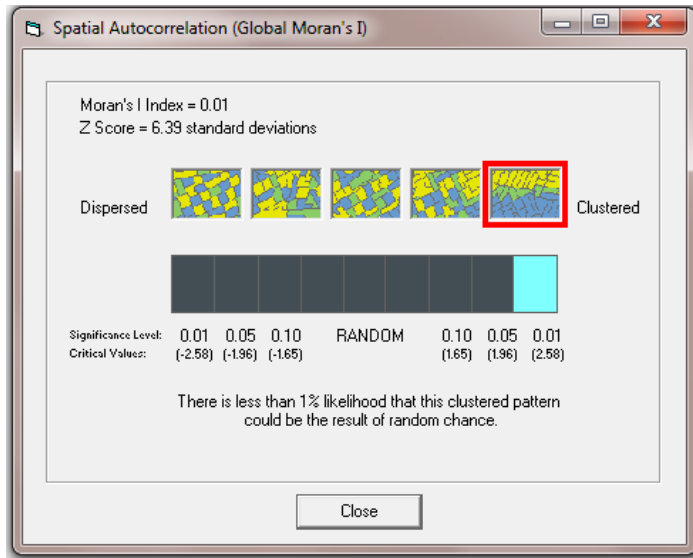 Spatial Autocorrelation (Global Moran's I)
Moran's I Index = 0.01
Z Score = 6.39 standard deviations
Dispersed Clustered
Significance Level: 0.01 0.05 0.10 RANDOM 0.10 0.05 0.01
Critical Values: (-2.58) (-1.96) (-1.65) (1.65) (1.96) (2.58)
There is less than 1% likelihood that this clustered pattern
could be the result of random chance.
Close